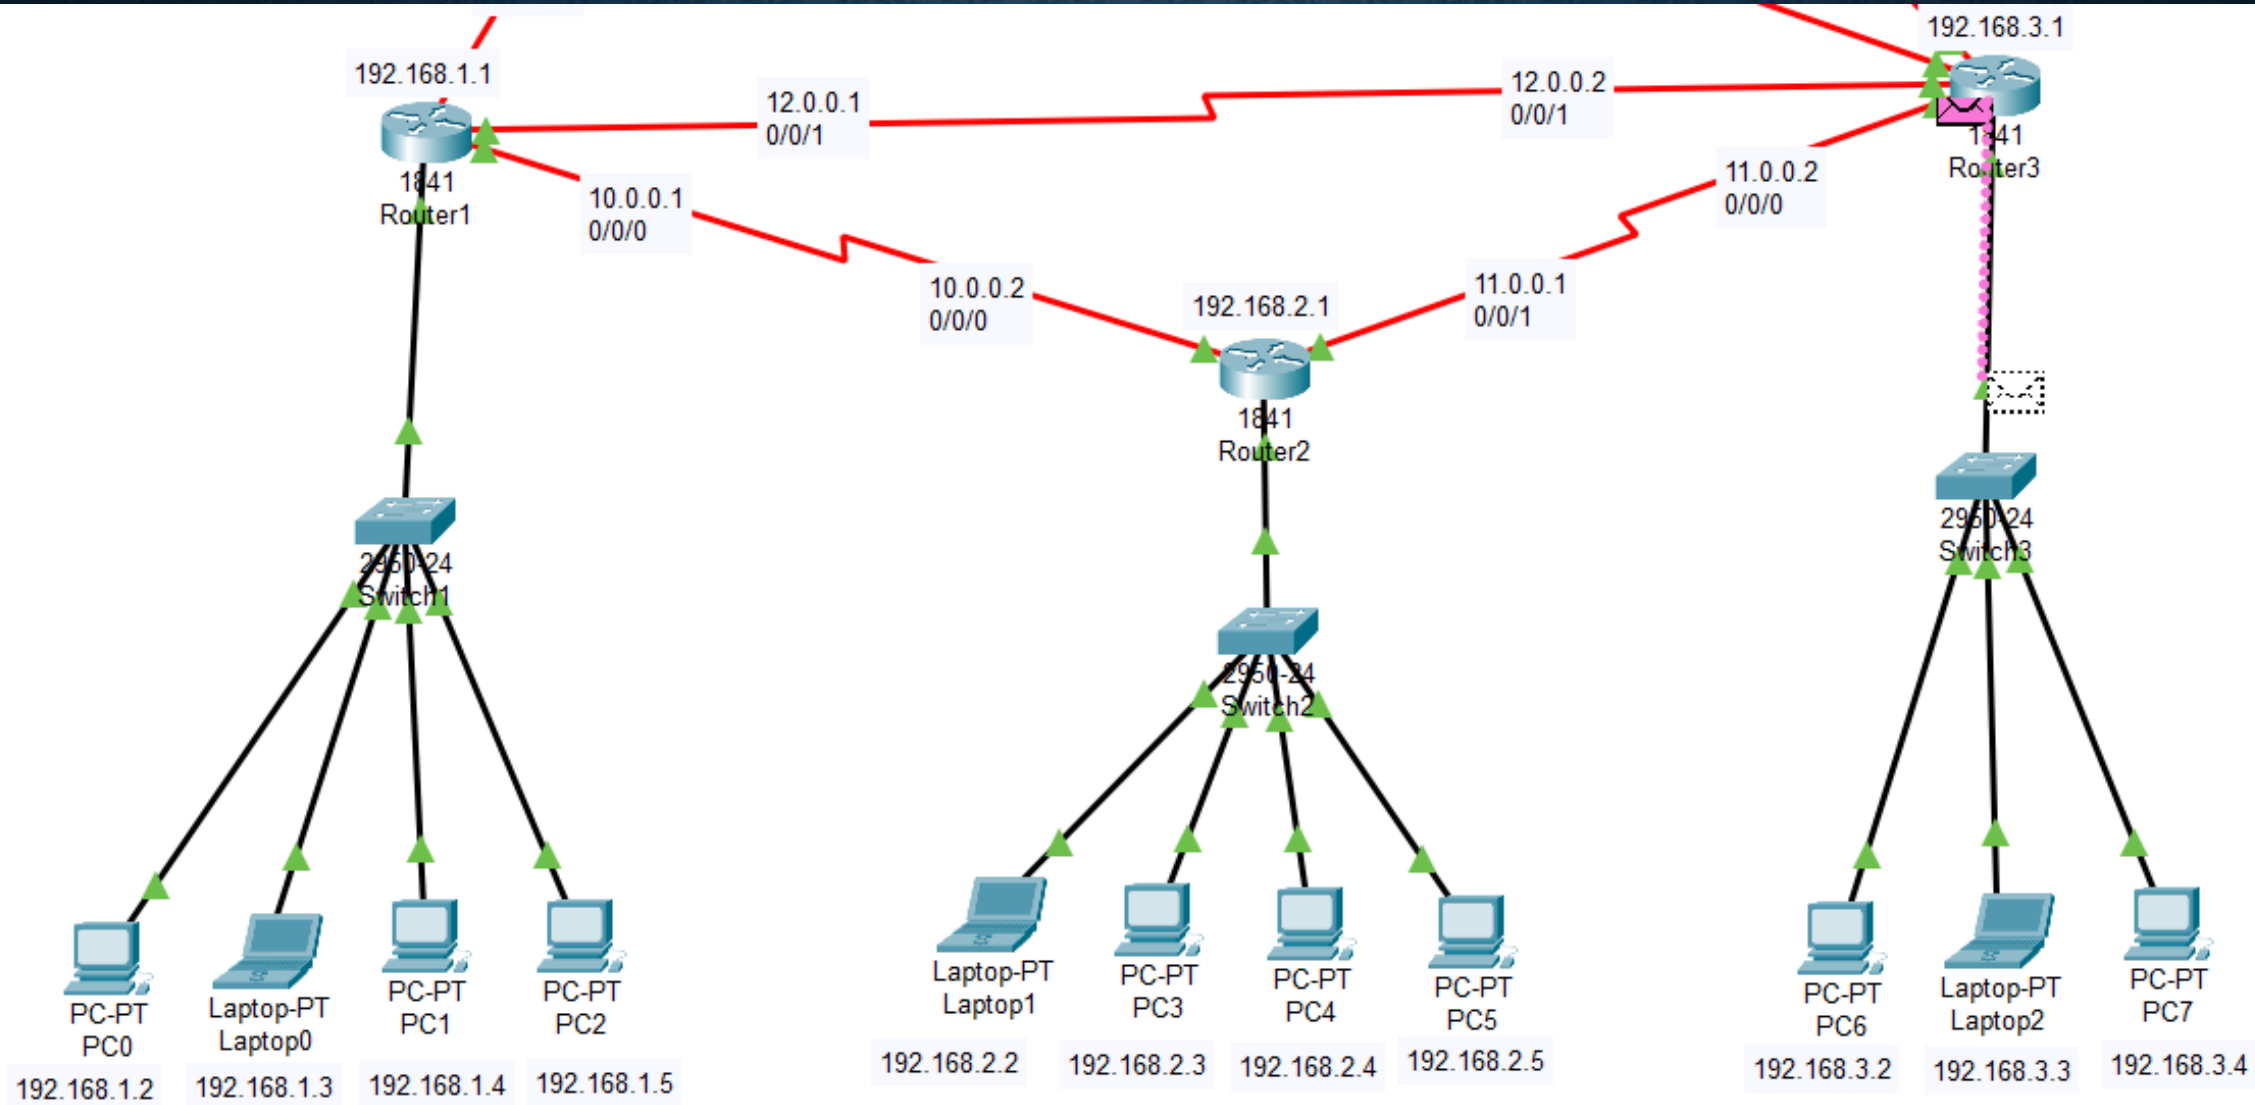 192.168.3.1
192.168.1.1
12.0.0.1
0/0/1
12.0.0.2
0/0/1
1841
Router3
1841
Router1
10.0.0.1
0/0/0
11.0.0.2
0/0/0
10.0.0.2
0/0/0
192.168.2.1
11.0.0.1
0/0/1
1841
Router2
2950-24
Switch1
2950-24
Switch3
2950-24
Switch2
PC-PT
PC0
192.168.1.2
Laptop-PT
Laptop0
192.168.1.3
PC-PT
PC1
192.168.1.4
PC-PT
PC2
192.168.1.5
Laptop-PT
Laptop1
192.168.2.2
PC-PT
PC3
192.168.2.3
PC-PT
PC4
192.168.2.4
PC-PT
PC5
192.168.2.5
PC-PT
PC6
192.168.3.2
Laptop-PT
Laptop2
192.168.3.3
PC-PT
PC7
192.168.3.4